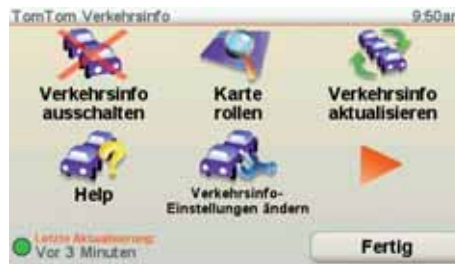 TomTom Verkehrsinfo 9:50am
Verkehrsinfo ausschalten
Karte rollen
Verkehrsinfo aktualisieren
Help
Verkehrsinfo-Einstellungen ändern
Letzte Aktualisierung:
Vor 3 Minuten
Fertig